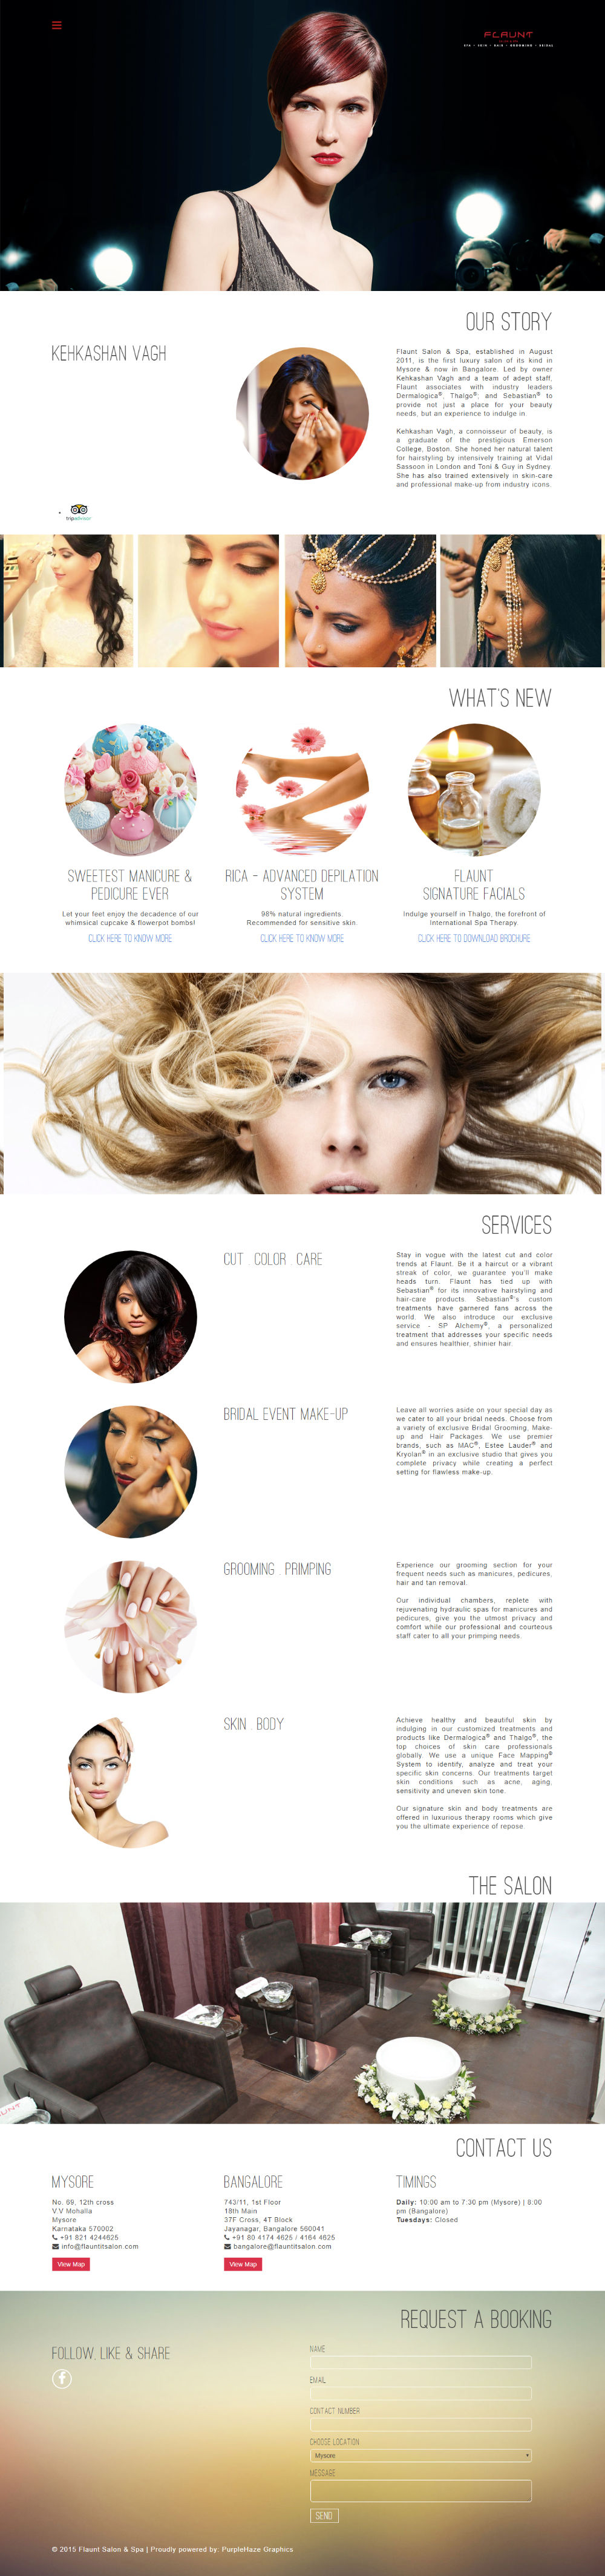 FLAUNT
SPA | SKIN | HAIR | GROOMING | BRIDAL
OUR STORY
KEHKASHAN VAGH
Flaunt Salon & Spa, established in August
2011, is the first luxury salon of its kind in
Mysore & now in Bangalore. Led by owner
Kehkashan Vagh and a team of adept staff,
Flaunt associates with industry leaders
Dermalogica®, Thalgo®; and Sebastian® to
provide not just a place for your beauty
needs, but an experience to indulge in.
Kehkashan Vagh, a connoisseur of beauty, is
a graduate of the prestigious Emerson
College, Boston. She honed her natural talent
for hairstyling by intensively training at Vidal
Sassoon in London and Toni & Guy in Sydney.
She has also trained extensively in skin-care
and professional make-up from industry icons.
tripadvisor
WHAT'S NEW
SWEETEST MANICURE &
PEDICURE EVER
Let your feet enjoy the decadence of our
whimsical cupcake & flowerpot bombs!
CLICK HERE TO KNOW MORE
RICA - ADVANCED DEPILATION
SYSTEM
98% natural ingredients.
Recommended for sensitive skin.
CLICK HERE TO KNOW MORE
FLAUNT
SIGNATURE FACIALS
Indulge yourself in Thalgo, the forefront of
International Spa Therapy.
CLICK HERE TO DOWNLOAD BROCHURE
SERVICES
CUT . COLOR . CARE
Stay in vogue with the latest cut and color
trends at Flaunt. Be it a haircut or a vibrant
streak of color, we guarantee you'll make
heads turn. Flaunt has tied up with
Sebastian® for its innovative hairstyling and
hair-care products. Sebastian®'s custom
treatments have garnered fans across the
world. We also introduce our exclusive
service - SP Alchemy®, a personalized
treatment that addresses your specific needs
and ensures healthier, shinier hair.
BRIDAL EVENT MAKE-UP
Leave all worries aside on your special day as
we cater to all your bridal needs. Choose from
a variety of exclusive Bridal Grooming, Make-
up and Hair Packages. We use premier
brands, such as MAC®, Estee Lauder® and
Kryolan® in an exclusive studio that gives you
complete privacy while creating a perfect
setting for flawless make-up.
GROOMING . PRIMPING
Experience our grooming section for your
frequent needs such as manicures, pedicures,
hair and tan removal.
Our individual chambers, replete with
rejuvenating hydraulic spas for manicures and
pedicures, give you the utmost privacy and
comfort while our professional and courteous
staff cater to all your primping needs.
SKIN . BODY
Achieve healthy and beautiful skin by
indulging in our customized treatments and
products like Dermalogica® and Thalgo®, the
top choices of skin care professionals
globally. We use a unique Face Mapping®
System to identify, analyze and treat your
specific skin concerns. Our treatments target
skin conditions such as acne, aging,
sensitivity and uneven skin tone.
Our signature skin and body treatments are
offered in luxurious therapy rooms which give
you the ultimate experience of repose.
THE SALON
CONTACT US
MYSORE
No. 69, 12th cross
V.V Mohalla
Mysore
Karnataka 570002
+91 821 4244625
info@flauntitsalon.com
View Map
BANGALORE
743/11, 1st Floor
18th Main
37F Cross, 4T Block
Jayanagar, Bangalore 560041
+91 80 4174 4625 / 4164 4625
bangalore@flauntitsalon.com
View Map
TIMINGS
Daily: 10:00 am to 7:30 pm (Mysore) | 8:00
pm (Bangalore)
Tuesdays: Closed
REQUEST A BOOKING
FOLLOW, LIKE & SHARE
NAME
EMAIL
CONTACT NUMBER
CHOOSE LOCATION
Mysore
MESSAGE
SEND
© 2015 Flaunt Salon & Spa | Proudly powered by: PurpleHaze Graphics